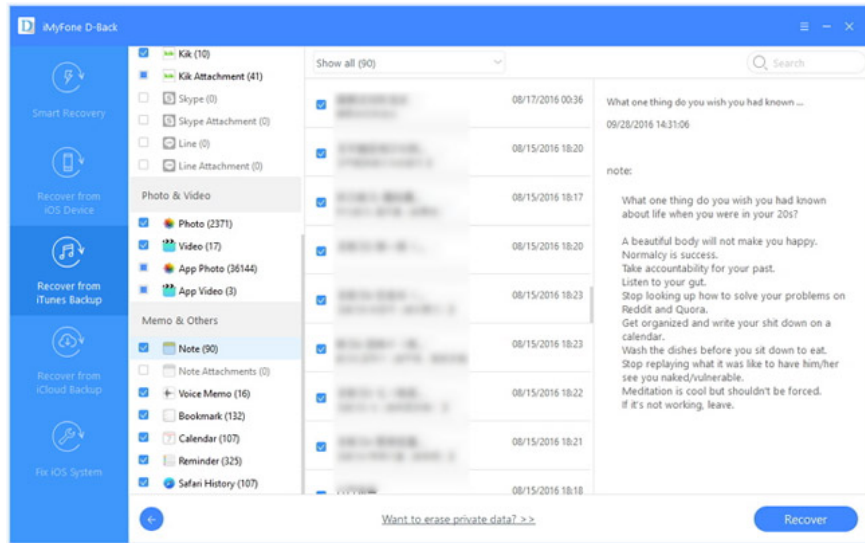 iMyFone D-Back
Smart Recovery
Recover from
iOS Device
Recover from
iTunes Backup
Recover from
iCloud Backup
Fix iOS System
Kik (10)
Kik Attachment (41)
Skype (0)
Skype Attachment (0)
Line (0)
Line Attachment (0)
Photo & Video
Photo (2371)
Video (17)
App Photo (36144)
App Video (3)
Memo & Others
Note (90)
Note Attachments (0)
Voice Memo (16)
Bookmark (132)
Calendar (107)
Reminder (325)
Safari History (107)
Show all (90)
Search
08/17/2016 00:36
08/15/2016 18:20
08/15/2016 18:17
08/15/2016 18:20
08/15/2016 18:23
08/15/2016 18:23
08/15/2016 18:22
08/15/2016 18:21
08/15/2016 18:18
What one thing do you wish you had known ...
09/28/2016 14:31:06
note:
What one thing do you wish you had known
about life when you were in your 20s?
A beautiful body will not make you happy.
Normalcy is success.
Take accountability for your past.
Listen to your gut.
Stop looking up how to solve your problems on
Reddit and Quora.
Get organized and write your shit down on a
calendar.
Wash the dishes before you sit down to eat.
Stop replaying what it was like to have him/her
see you naked/vulnerable.
Meditation is cool but shouldn't be forced.
If it's not working, leave.
Want to erase private data? >>
Recover